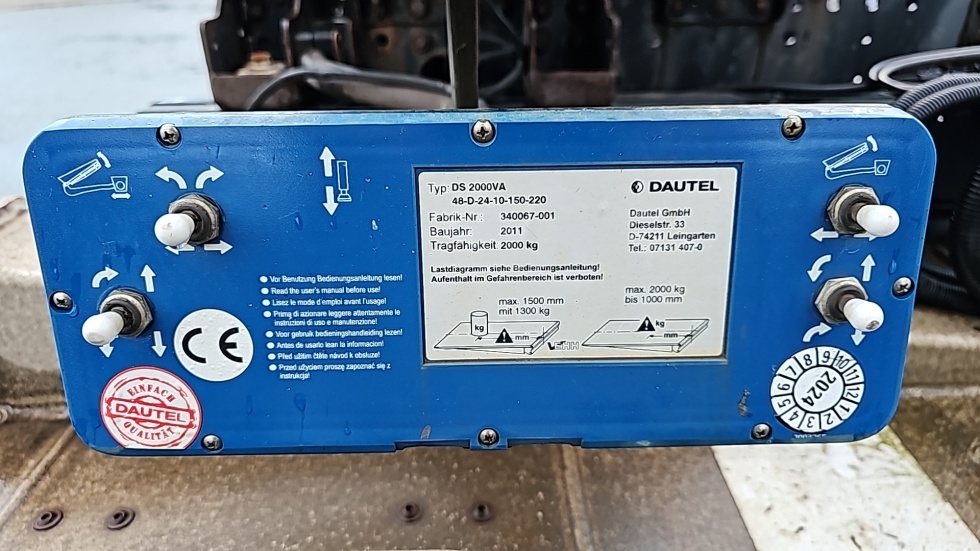 Typ: DS 2000VA
48-D-24-10-150-220
Fabrik-Nr.: 340067-001
Baujahr: 2011
Tragfähigkeit: 2000 kg
DAUTEL
Dautel GmbH
Dieselstr. 33
D-74211 Leingarten
Tel.: 07131 407-0
Lastdiagramm siehe Bedienungsanleitung!
Aufenthalt im Gefahrenbereich ist verboten!
max. 1500 mm
mit 1300 kg
max. 2000 kg
bis 1000 mm
kg
mm
kg
mm
Vor Benutzung Bedienungsanleitung lesen!
Read the user's manual before use!
Lisez le mode d'emploi avant l'usage!
Prima di azionare leggere attentamente le
instruzioni di uso e manutenzione!
Voor gebruik bedieningshandleiding lezen!
Antes de usarlo lean la informacion!
Před užitím čtěte návod k obsluze!
Przed użyciem proszę zapoznać się z
instrukcją!
CE
EINFACH
DAUTEL
QUALITÄT
1 2 3 4 5 6 7 8 9 10 11 12
2024